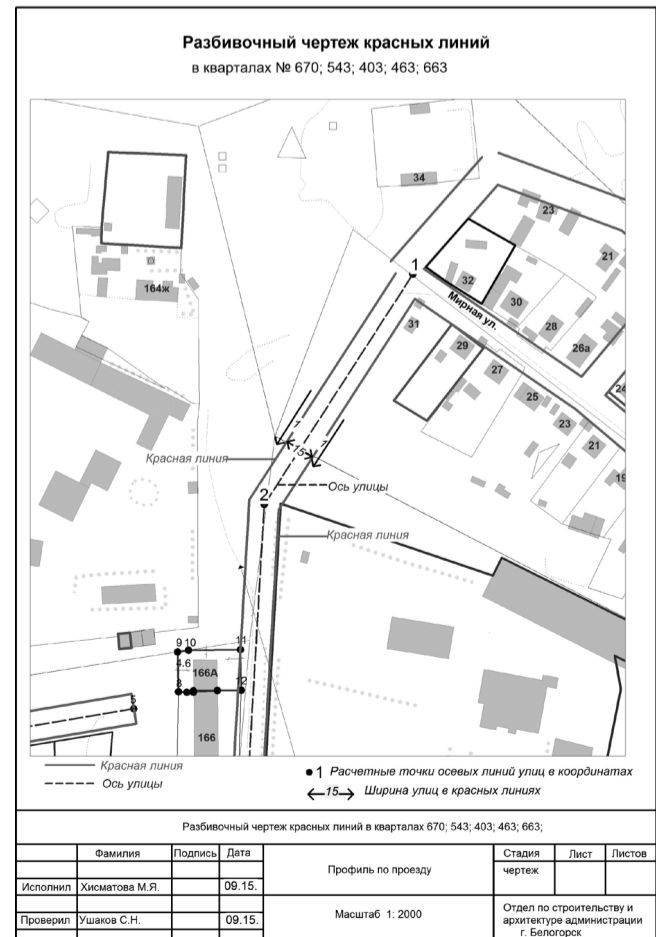 Разбивочный чертеж красных линий
в кварталах № 670; 543; 403; 463; 663
34
23
21
1
32
30
28
26а
24
Мирная ул.
164ж
31
29
27
25
23
21
19
1
15
1
Красная линия
Ось улицы
2
Красная линия
9 10
11
4.6
166А
8
12
5
166
Красная линия
Ось улицы
1 Расчетные точки осевых линий улиц в координатах
15 Ширина улиц в красных линиях
Разбивочный чертеж красных линий в кварталах 670; 543; 403; 463; 663;
Фамилия Подпись Дата
Профиль по проезду
Стадия Лист Листов
чертеж
Исполнил Хисматова М.Я. 09.15.
Проверил Ушаков С.Н. 09.15.
Масштаб 1: 2000
Отдел по строительству и
архитектуре администрации
г. Белогорск